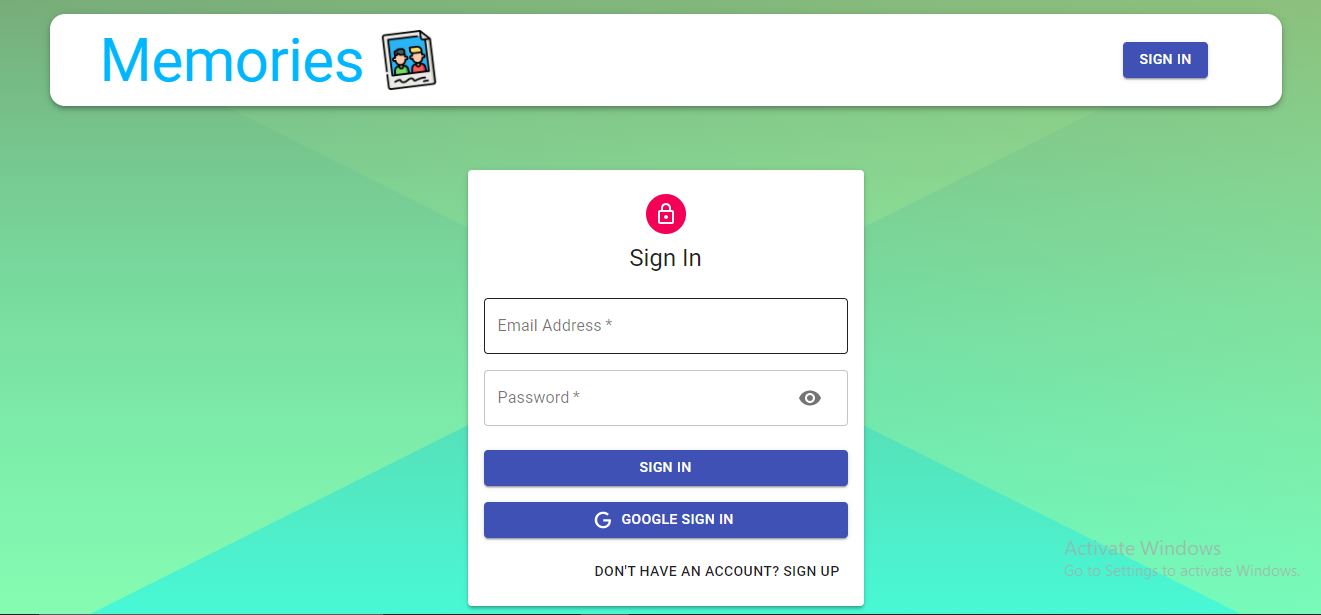 Memories
SIGN IN
Sign In
Email Address *
Password *
SIGN IN
GOOGLE SIGN IN
DON'T HAVE AN ACCOUNT? SIGN UP
Activate Windows
Go to Settings to activate Windows.